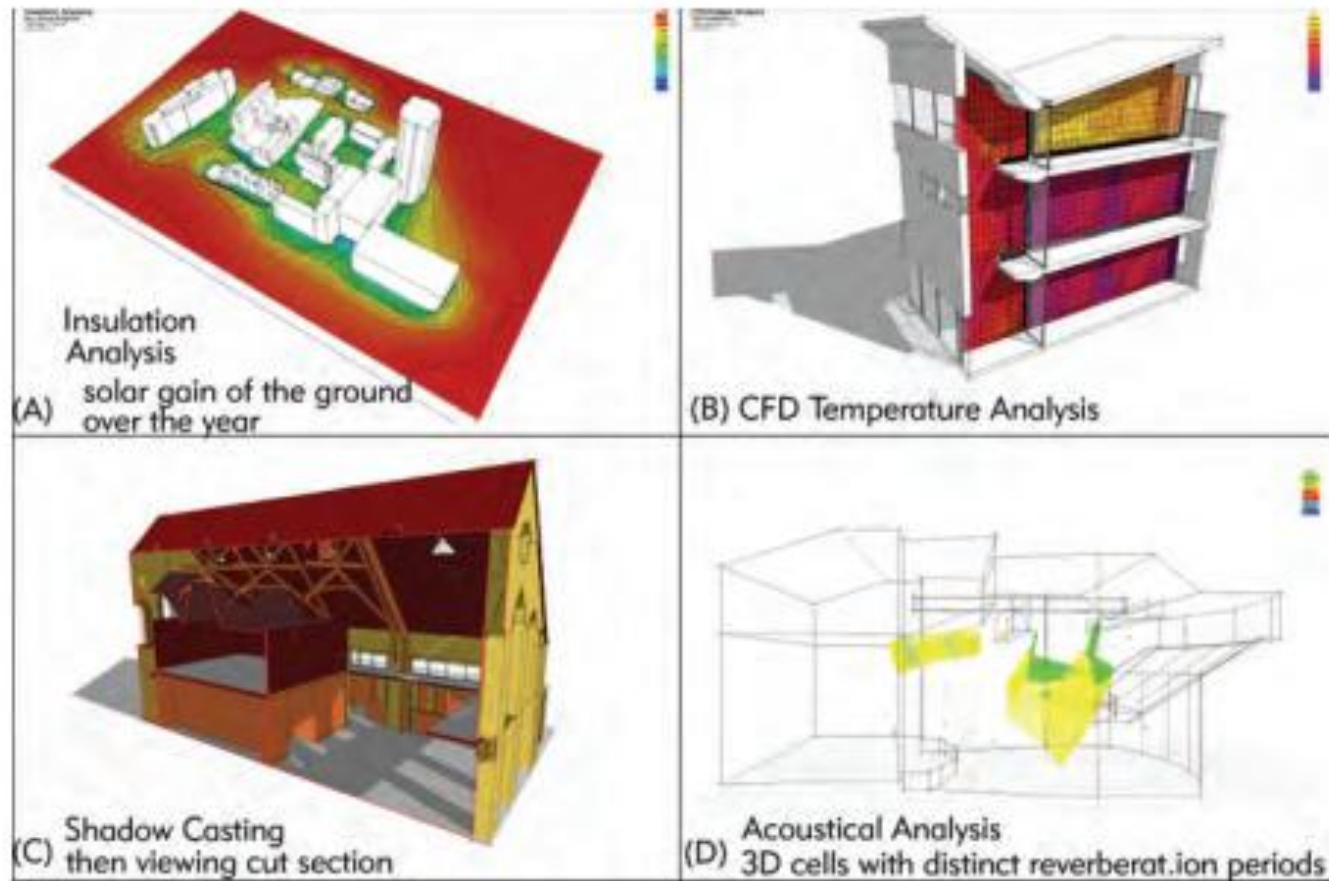 Insulation
Analysis
solar gain of the ground
(A) over the year
(B) CFD Temperature Analysis
Shadow Casting
(C) then viewing cut section
Acoustical Analysis
(D) 3D cells with distinct reverberat.ion periods